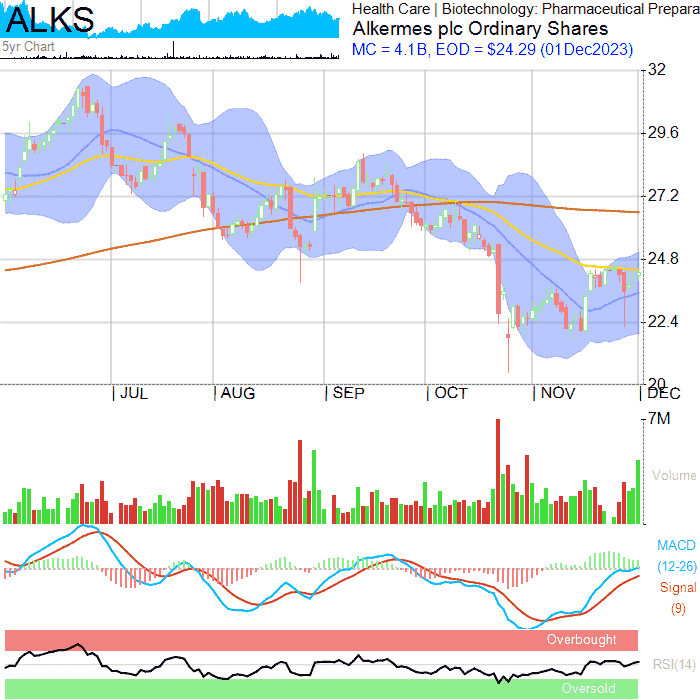 ALKS
5yr Chart
Health Care | Biotechnology: Pharmaceutical Prepara
Alkermes plc Ordinary Shares
MC = 4.1B, EOD = $24.29 (01Dec2023)
32
29.6
27.2
24.8
22.4
20
JUL AUG SEP OCT NOV DEC
7M
Volume
MACD
(12-26)
Signal
(9)
Overbought
RSI(14)
Oversold